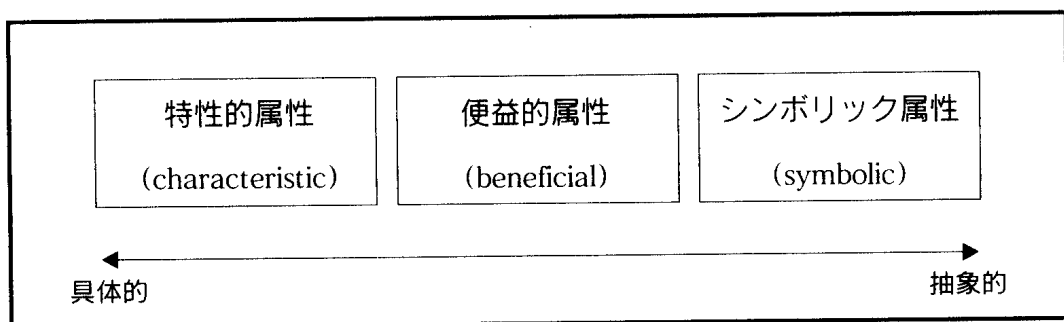 特性的属性
(characteristic)
便益的属性
(beneficial)
シンボリック属性
(symbolic)
具体的
抽象的